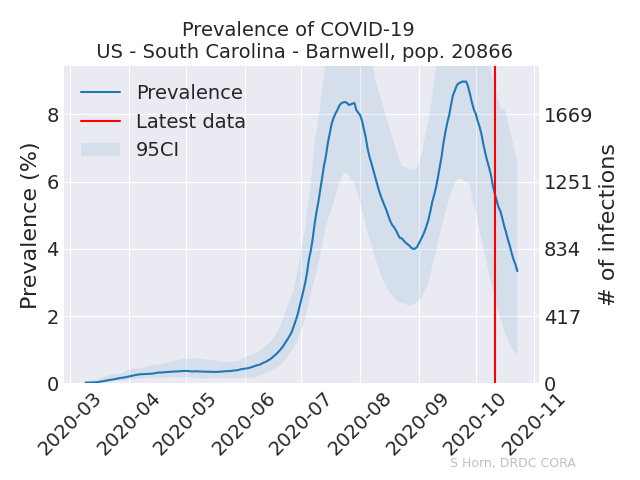 Prevalence of COVID-19
US - South Carolina - Barnwell, pop. 20866
Prevalence
Latest data
95CI
Prevalence (%)
8
6
4
2
0
1669
1251
834
417
0
# of infections
2020-03
2020-04
2020-05
2020-06
2020-07
2020-08
2020-09
2020-10
2020-11
S Horn, DRDC CORA